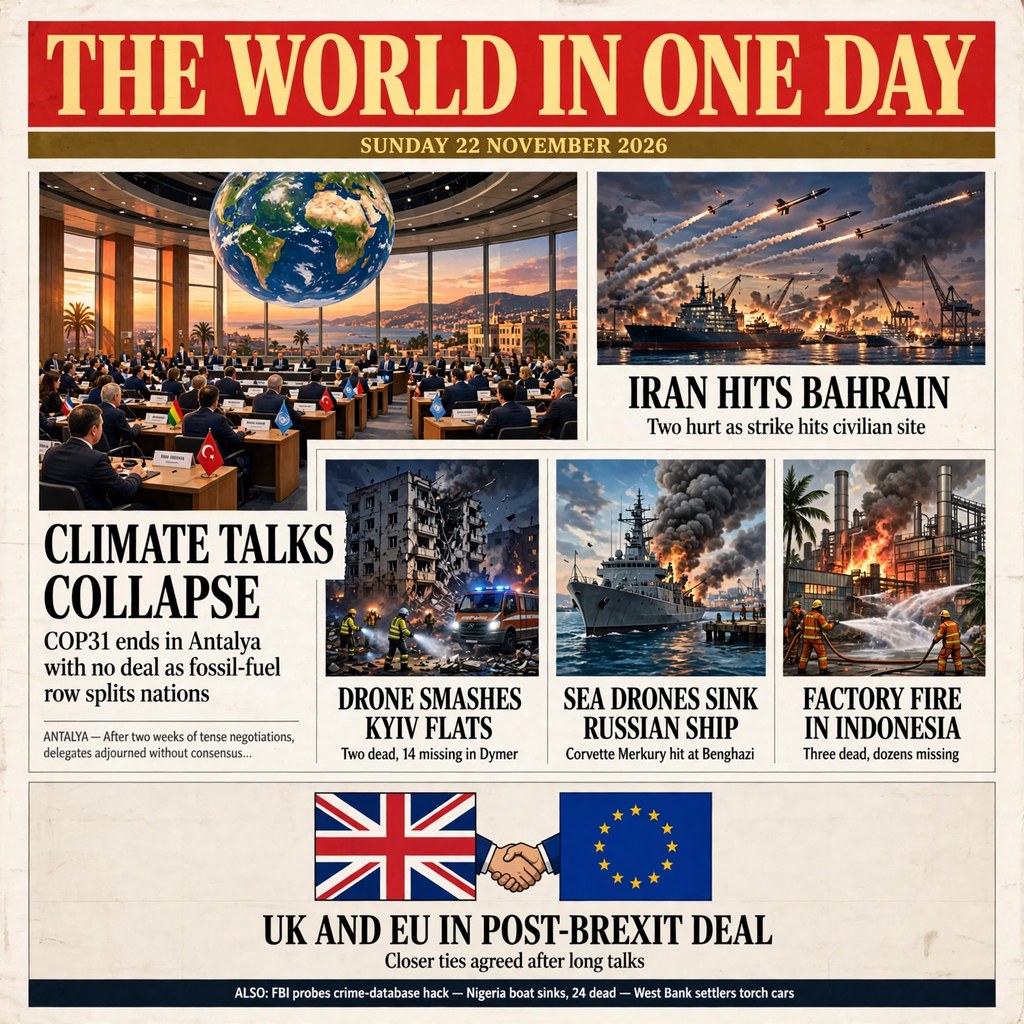 THE WORLD IN ONE DAY
SUNDAY 22 NOVEMBER 2026
CLIMATE TALKS
COLLAPSE
COP31 ends in Antalya
with no deal as fossil-fuel
row splits nations
ANTALYA — After two weeks of tense negotiations,
delegates adjourned without consensus...
IRAN HITS BAHRAIN
Two hurt as strike hits civilian site
DRONE SMASHES
KYIV FLATS
Two dead, 14 missing in Dymer
SEA DRONES SINK
RUSSIAN SHIP
Corvette Merkury hit at Benghazi
FACTORY FIRE
IN INDONESIA
Three dead, dozens missing
UK AND EU IN POST-BREXIT DEAL
Closer ties agreed after long talks
ALSO: FBI probes crime-database hack — Nigeria boat sinks, 24 dead — West Bank settlers torch cars